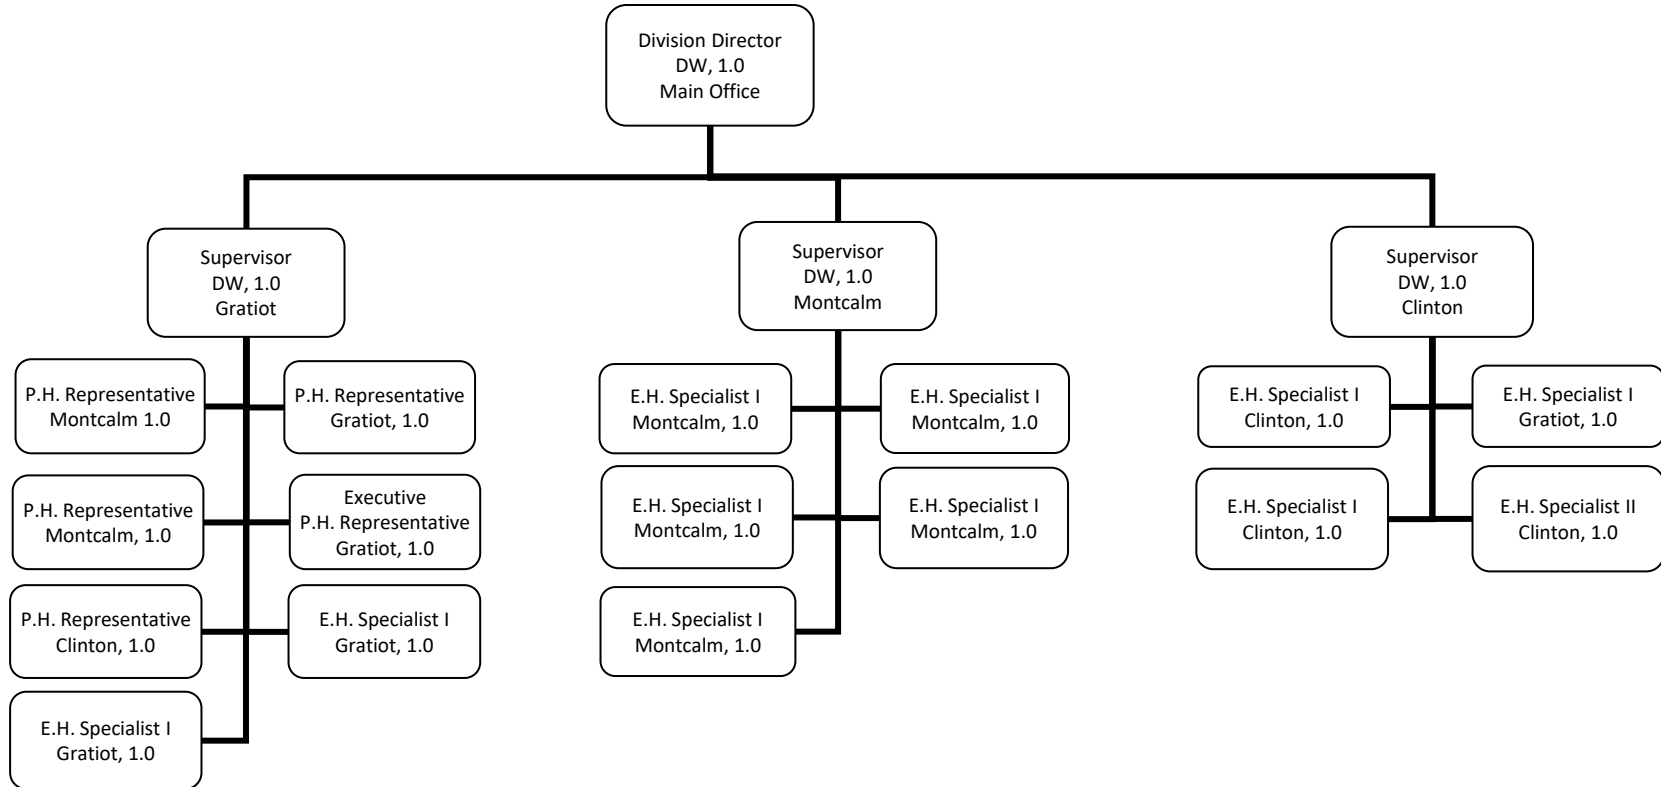 Division Director
DW, 1.0
Main Office
Supervisor
DW, 1.0
Gratiot
Supervisor
DW, 1.0
Montcalm
Supervisor
DW, 1.0
Clinton
P.H. Representative
Montcalm 1.0
P.H. Representative
Gratiot, 1.0
P.H. Representative
Montcalm, 1.0
Executive
P.H. Representative
Gratiot, 1.0
P.H. Representative
Clinton, 1.0
E.H. Specialist I
Gratiot, 1.0
E.H. Specialist I
Gratiot, 1.0
E.H. Specialist I
Montcalm, 1.0
E.H. Specialist I
Montcalm, 1.0
E.H. Specialist I
Montcalm, 1.0
E.H. Specialist I
Montcalm, 1.0
E.H. Specialist I
Montcalm, 1.0
E.H. Specialist I
Clinton, 1.0
E.H. Specialist I
Gratiot, 1.0
E.H. Specialist I
Clinton, 1.0
E.H. Specialist II
Clinton, 1.0